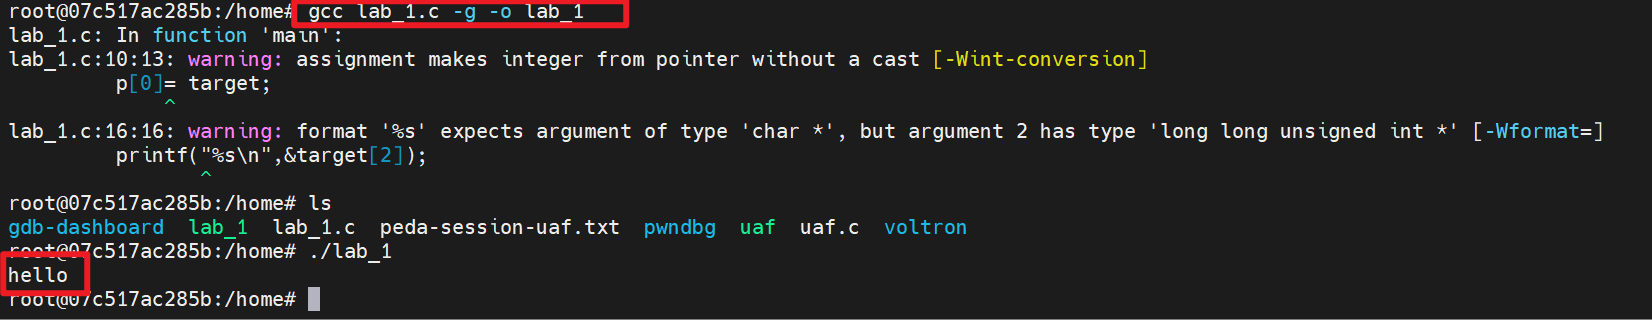 root@07c517ac285b:/home# gcc lab_1.c -g -o lab_1
lab_1.c: In function 'main':
lab_1.c:10:13: warning: assignment makes integer from pointer without a cast [-Wint-conversion]
         p[0]= target;
             ^
lab_1.c:16:16: warning: format '%s' expects argument of type 'char *', but argument 2 has type 'long long unsigned int *' [-Wformat=]
         printf("%s\n",&target[2]);
                ^
root@07c517ac285b:/home# ls
gdb-dashboard  lab_1  lab_1.c  peda-session-uaf.txt  pwndbg  uaf  uaf.c  voltron
root@07c517ac285b:/home# ./lab_1
hello
root@07c517ac285b:/home#